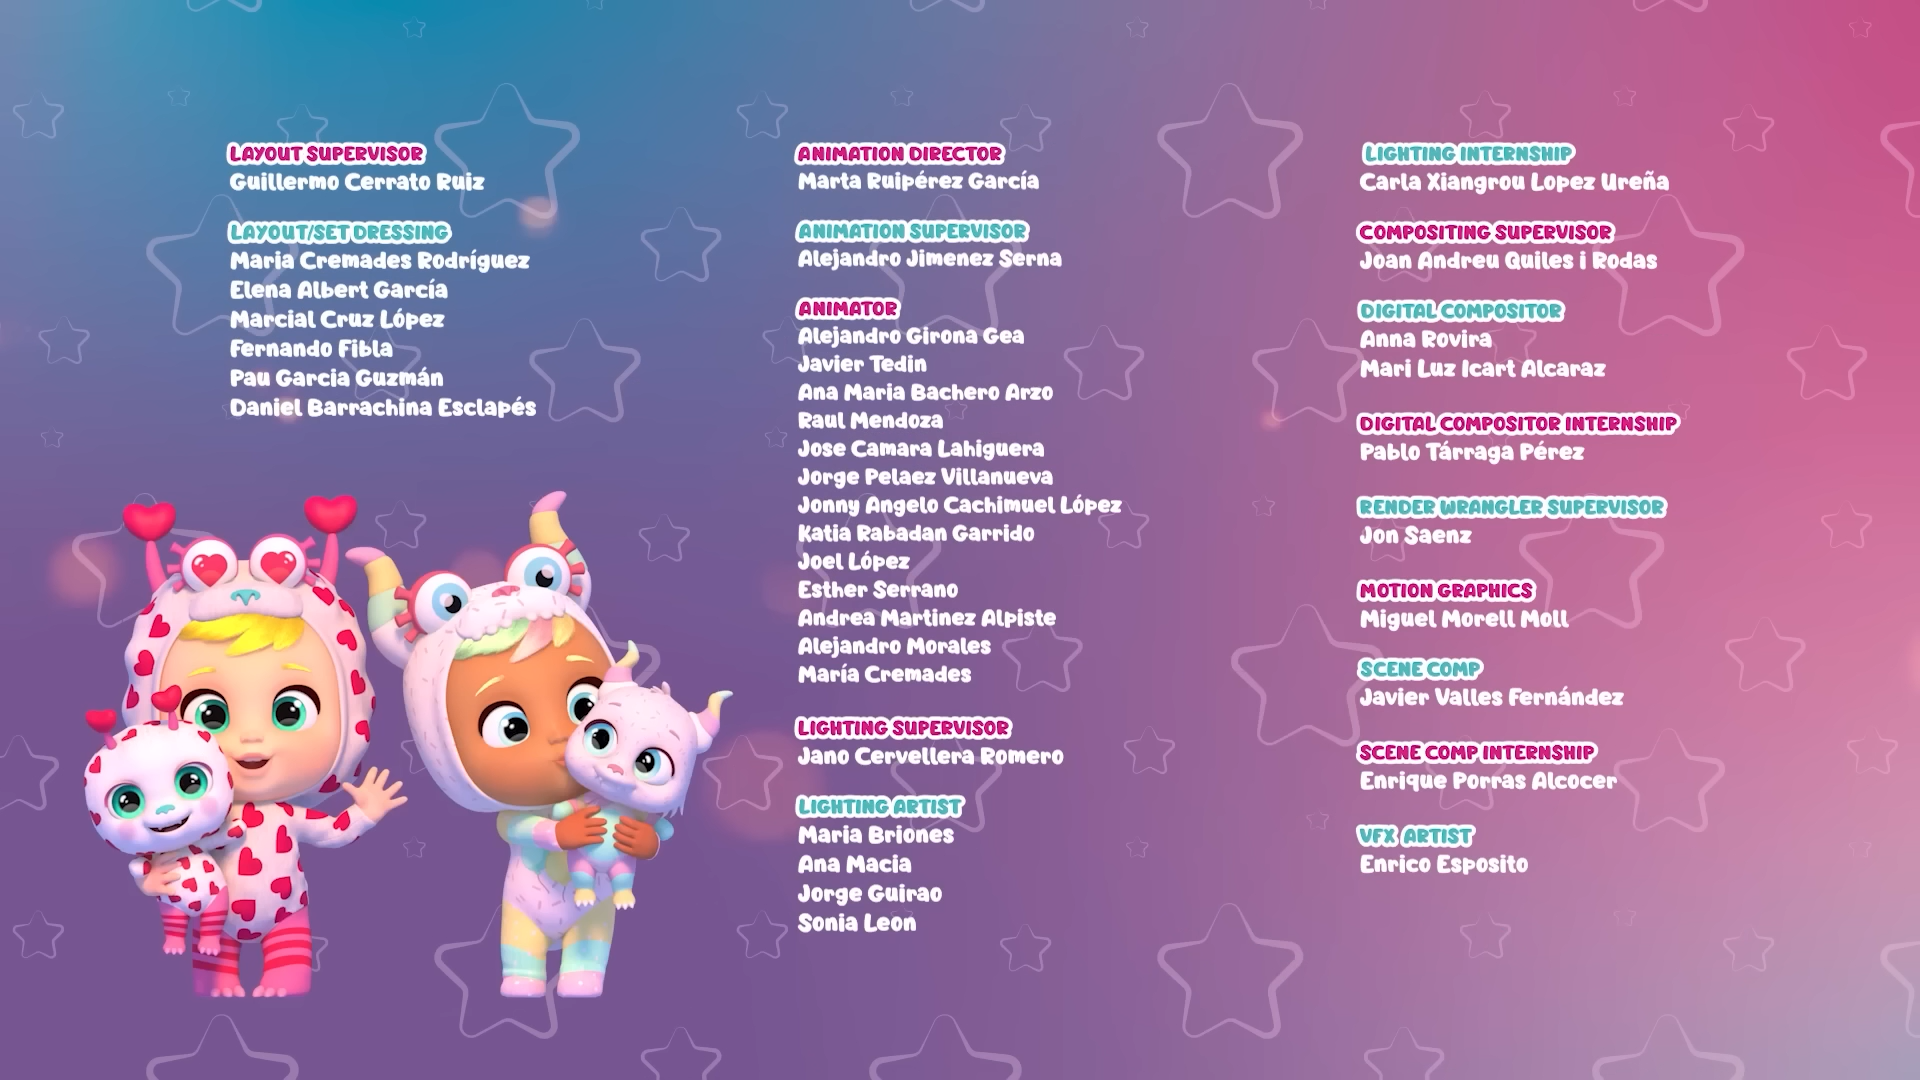 LAYOUT SUPERVISOR
Guillermo Cerrato Ruiz
LAYOUT/SET DRESSING
Maria Cremades Rodríguez
Elena Albert García
Marcial Cruz López
Fernando Fibla
Pau Garcia Guzmán
Daniel Barrachina Esclapés
ANIMATION DIRECTOR
Marta Ruipérez García
ANIMATION SUPERVISOR
Alejandro Jimenez Serna
ANIMATOR
Alejandro Girona Gea
Javier Tedin
Ana Maria Bachero Arzo
Raul Mendoza
Jose Camara Lahiguera
Jorge Pelaez Villanueva
Jonny Angelo Cachimuel López
Katia Rabadan Garrido
Joel López
Esther Serrano
Andrea Martinez Alpiste
Alejandro Morales
María Cremades
LIGHTING SUPERVISOR
Jano Cervellera Romero
LIGHTING ARTIST
Maria Briones
Ana Macia
Jorge Guirao
Sonia Leon
LIGHTING INTERNSHIP
Carla Xiangrou Lopez Ureña
COMPOSITING SUPERVISOR
Joan Andreu Quiles i Rodas
DIGITAL COMPOSITOR
Anna Rovira
Mari Luz Icart Alcaraz
DIGITAL COMPOSITOR INTERNSHIP
Pablo Tárraga Pérez
RENDER WRANGLER SUPERVISOR
Jon Saenz
MOTION GRAPHICS
Miguel Morell Moll
SCENE COMP
Javier Valles Fernández
SCENE COMP INTERNSHIP
Enrique Porras Alcocer
VFX ARTIST
Enrico Esposito